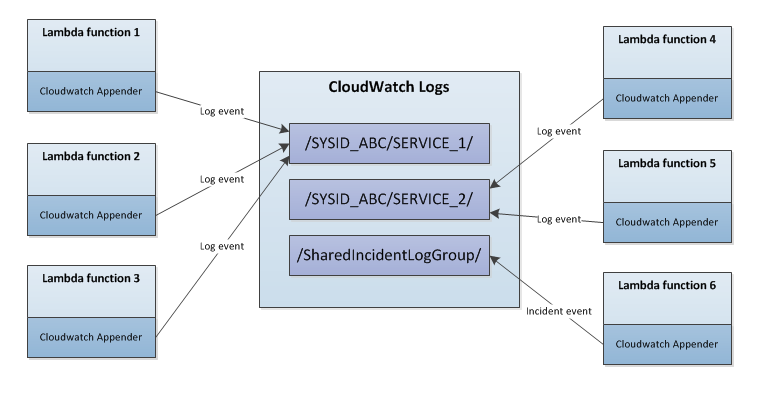 Lambda function 1
Cloudwatch Appender
Lambda function 2
Cloudwatch Appender
Lambda function 3
Cloudwatch Appender
Log event
Log event
Log event
CloudWatch Logs
/SYSID_ABC/SERVICE_1/
/SYSID_ABC/SERVICE_2/
/SharedIncidentLogGroup/
Log event
Log event
Incident event
Lambda function 4
Cloudwatch Appender
Lambda function 5
Cloudwatch Appender
Lambda function 6
Cloudwatch Appender